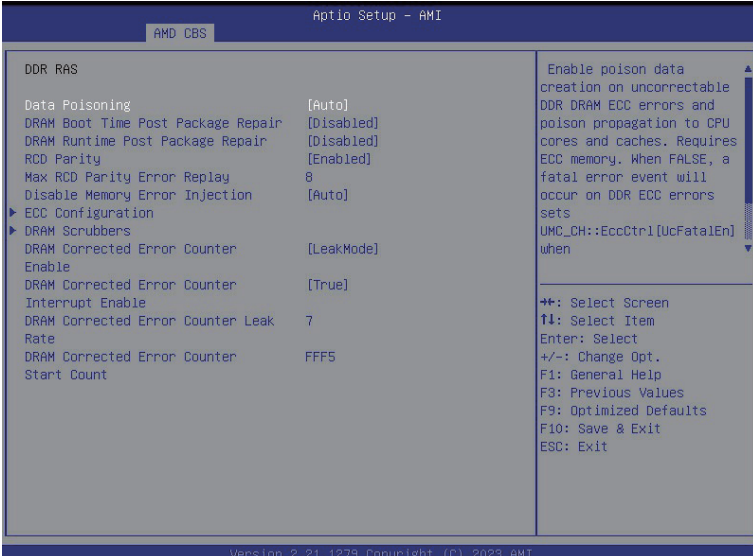 Aptio Setup – AMI
AMD CBS
DDR RAS
Data Poisoning [Auto]
DRAM Boot Time Post Package Repair [Disabled]
DRAM Runtime Post Package Repair [Disabled]
RCD Parity [Enabled]
Max RCD Parity Error Replay 8
Disable Memory Error Injection [Auto]
ECC Configuration
DRAM Scrubbers
DRAM Corrected Error Counter [LeakMode]
Enable
DRAM Corrected Error Counter [True]
Interrupt Enable
DRAM Corrected Error Counter Leak 7
Rate
DRAM Corrected Error Counter FFF5
Start Count
Enable poison data
creation on uncorrectable
DDR DRAM ECC errors and
poison propagation to CPU
cores and caches. Requires
ECC memory. When FALSE, a
fatal error event will
occur on DDR ECC errors
sets
UMC_CH::EccCtrl[UcFatalEn]
when
→←: Select Screen
↑↓: Select Item
Enter: Select
+/-: Change Opt.
F1: General Help
F3: Previous Values
F9: Optimized Defaults
F10: Save & Exit
ESC: Exit
Version 2.21.1279 Copyright (C) 2023 AMI